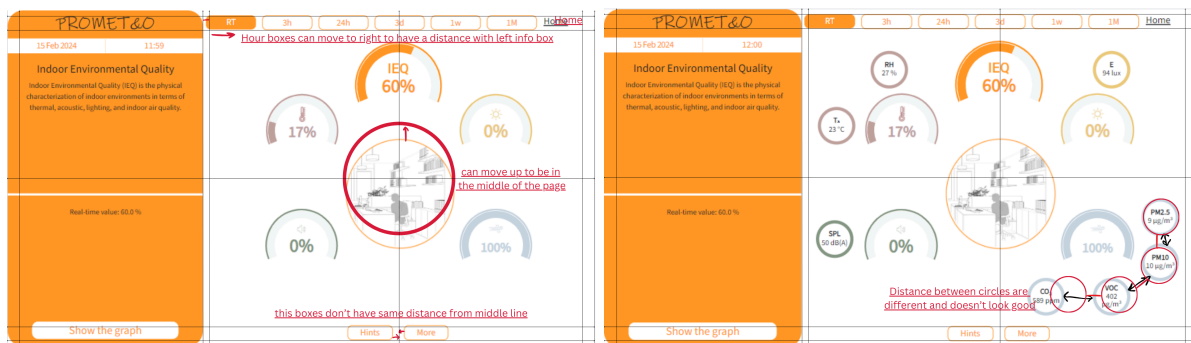 PROMET&O
RT
3h
24h
3d
1w
1M
Home
Home
15 Feb 2024
11:59
Hour boxes can move to right to have a distance with left info box
Indoor Environmental Quality
Indoor Environmental Quality (IEQ) is the physical
characterization of indoor environments in terms of
thermal, acoustic, lighting, and indoor air quality.
IEQ
60%
17%
0%
can move up to be in
the middle of the page
Real-time value: 60.0 %
0%
100%
this boxes don't have same distance from middle line
Show the graph
Hints
More
PROMET&O
RT
3h
24h
3d
1w
1M
Home
15 Feb 2024
12:00
Indoor Environmental Quality
Indoor Environmental Quality (IEQ) is the physical
characterization of indoor environments in terms of
thermal, acoustic, lighting, and indoor air quality.
RH
27 %
IEQ
60%
E
94 lux
Tₐ
23 °C
17%
0%
Real-time value: 60.0 %
SPL
50 dB(A)
0%
100%
PM2.5
9 µg/m³
PM10
10 µg/m³
Distance between circles are
different and doesn't look good
CO₂
589 ppm
VOC
402
µg/m³
Show the graph
Hints
More